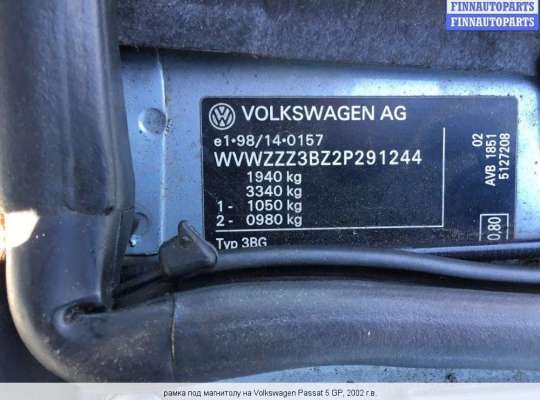 FINNAUTOPARTS
FINNAUTOPARTS
VOLKSWAGEN AG
e1*98/14*0157
WVWZZZ3BZ2P291244
1940 kg
3340 kg
1- 1050 kg
2- 0980 kg
Typ 3BG
02
AVB 1851
5127208
0,80
рамка под магнитолу на Volkswagen Passat 5 GP, 2002 г.в.